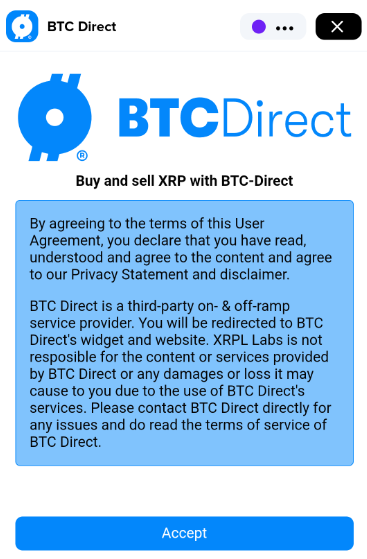 BTC Direct
BTCDirect
®
Buy and sell XRP with BTC-Direct
By agreeing to the terms of this User
Agreement, you declare that you have read,
understood and agree to the content and agree
to our Privacy Statement and disclaimer.
BTC Direct is a third-party on- & off-ramp
service provider. You will be redirected to BTC
Direct's widget and website. XRPL Labs is not
resposible for the content or services provided
by BTC Direct or any damages or loss it may
cause to you due to the use of BTC Direct's
services. Please contact BTC Direct directly for
any issues and do read the terms of service of
BTC Direct.
Accept